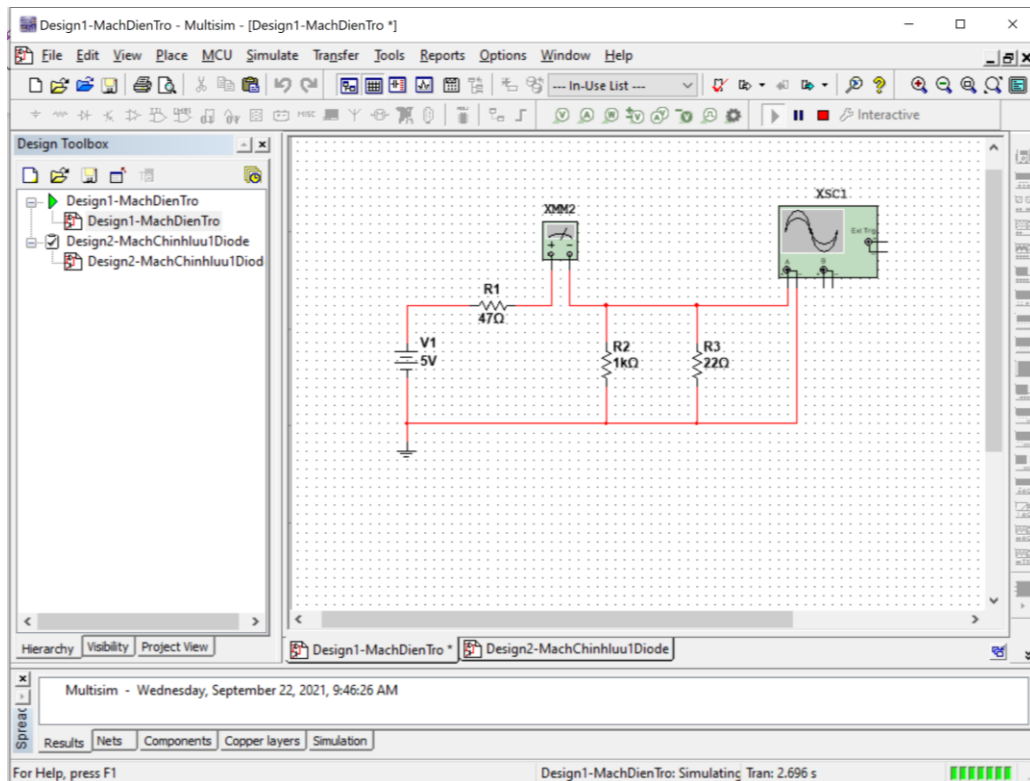 Design1-MachDienTro - Multisim - [Design1-MachDienTro *]
File Edit View Place MCU Simulate Transfer Tools Reports Options Window Help
--- In-Use List ---
Interactive
Design Toolbox
Design1-MachDienTro
Design1-MachDienTro
Design2-MachChinhluu1Diode
Design2-MachChinhluu1Diod
XMM2
XSC1
Ext Trig
A
B
R1
47Ω
V1
5V
R2
1kΩ
R3
22Ω
Hierarchy Visibility Project View
Design1-MachDienTro * Design2-MachChinhluu1Diode
Multisim - Wednesday, September 22, 2021, 9:46:26 AM
Spread
Results Nets Components Copper layers Simulation
For Help, press F1
Design1-MachDienTro: Simulating Tran: 2.696 s